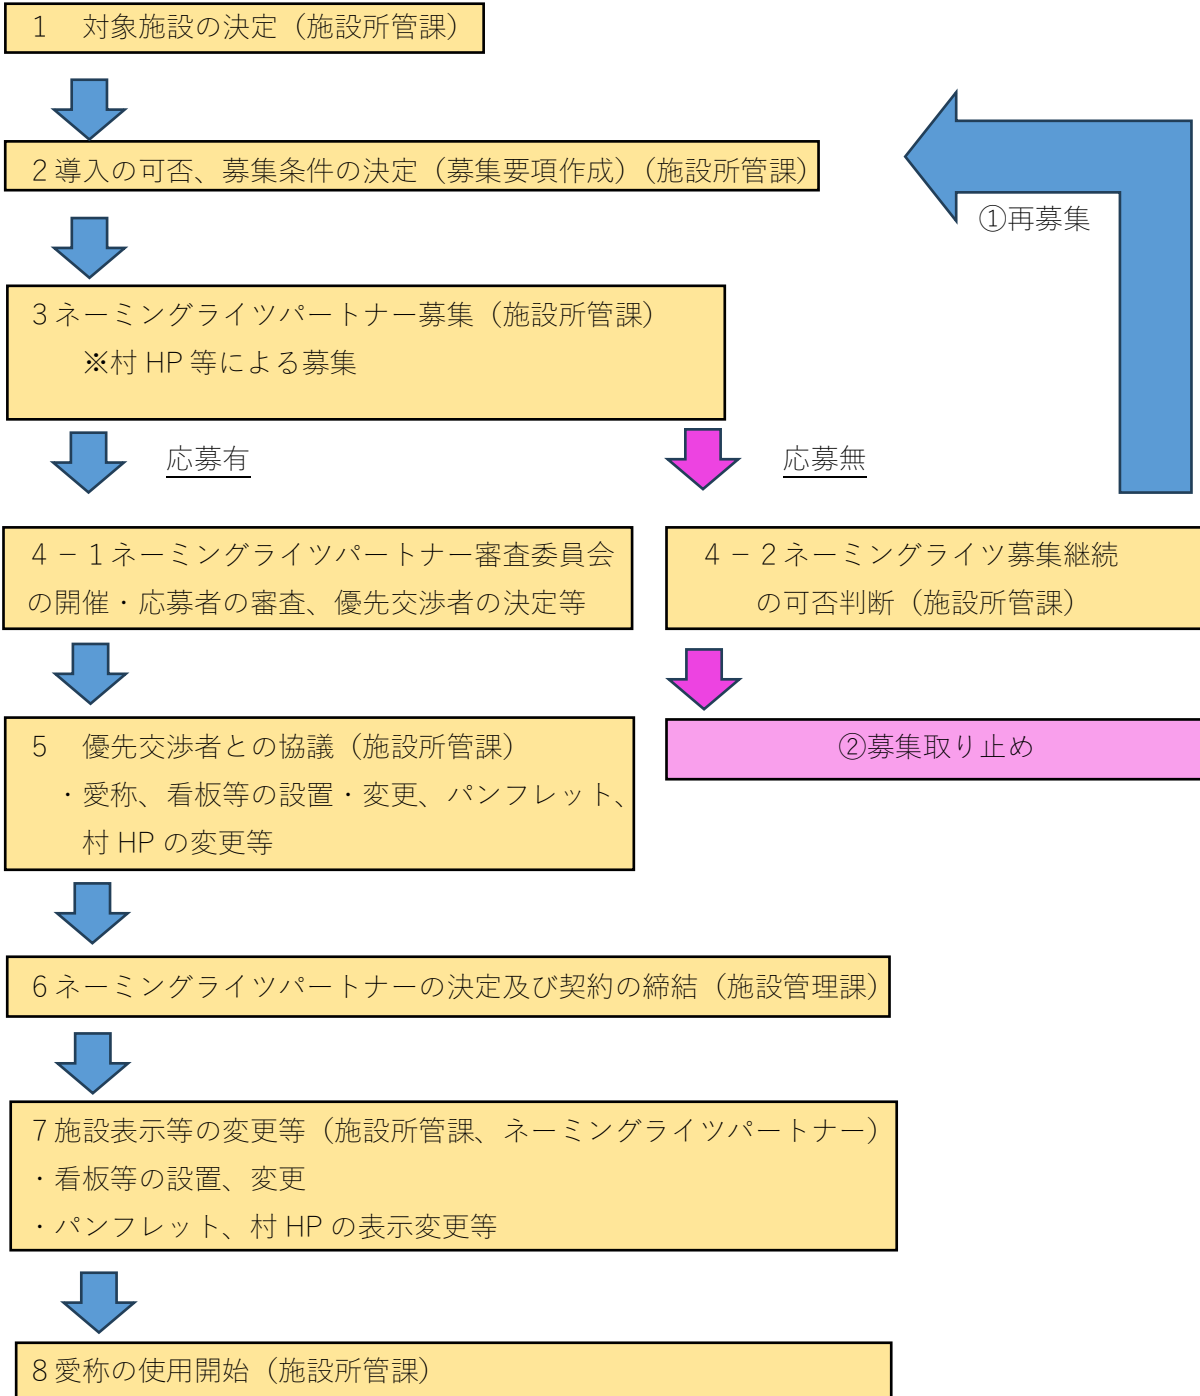 1　対象施設の決定（施設所管課）
2導入の可否、募集条件の決定（募集要項作成）（施設所管課）
①再募集
3ネーミングライツパートナー募集（施設所管課）
※村 HP 等による募集
応募有
応募無
4－1ネーミングライツパートナー審査委員会
の開催・応募者の審査、優先交渉者の決定等
4－2ネーミングライツ募集継続
の可否判断（施設所管課）
5　優先交渉者との協議（施設所管課）
・愛称、看板等の設置・変更、パンフレット、
村 HP の変更等
②募集取り止め
6ネーミングライツパートナーの決定及び契約の締結（施設管理課）
7施設表示等の変更等（施設所管課、ネーミングライツパートナー）
・看板等の設置、変更
・パンフレット、村 HP の表示変更等
8愛称の使用開始（施設所管課）